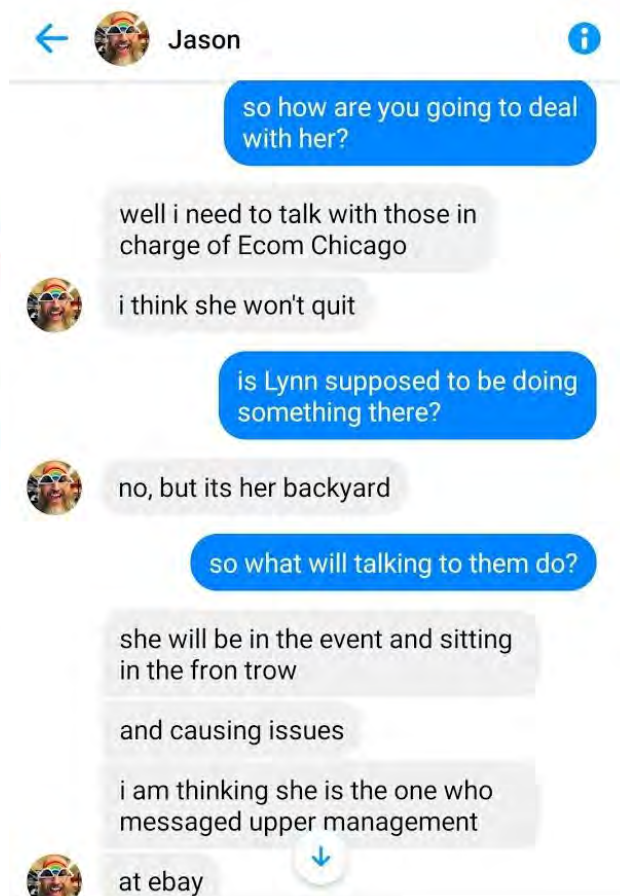 Jason
so how are you going to deal
with her?
well i need to talk with those in
charge of Ecom Chicago
i think she won't quit
is Lynn supposed to be doing
something there?
no, but its her backyard
so what will talking to them do?
she will be in the event and sitting
in the fron trow
and causing issues
i am thinking she is the one who
messaged upper management
at ebay